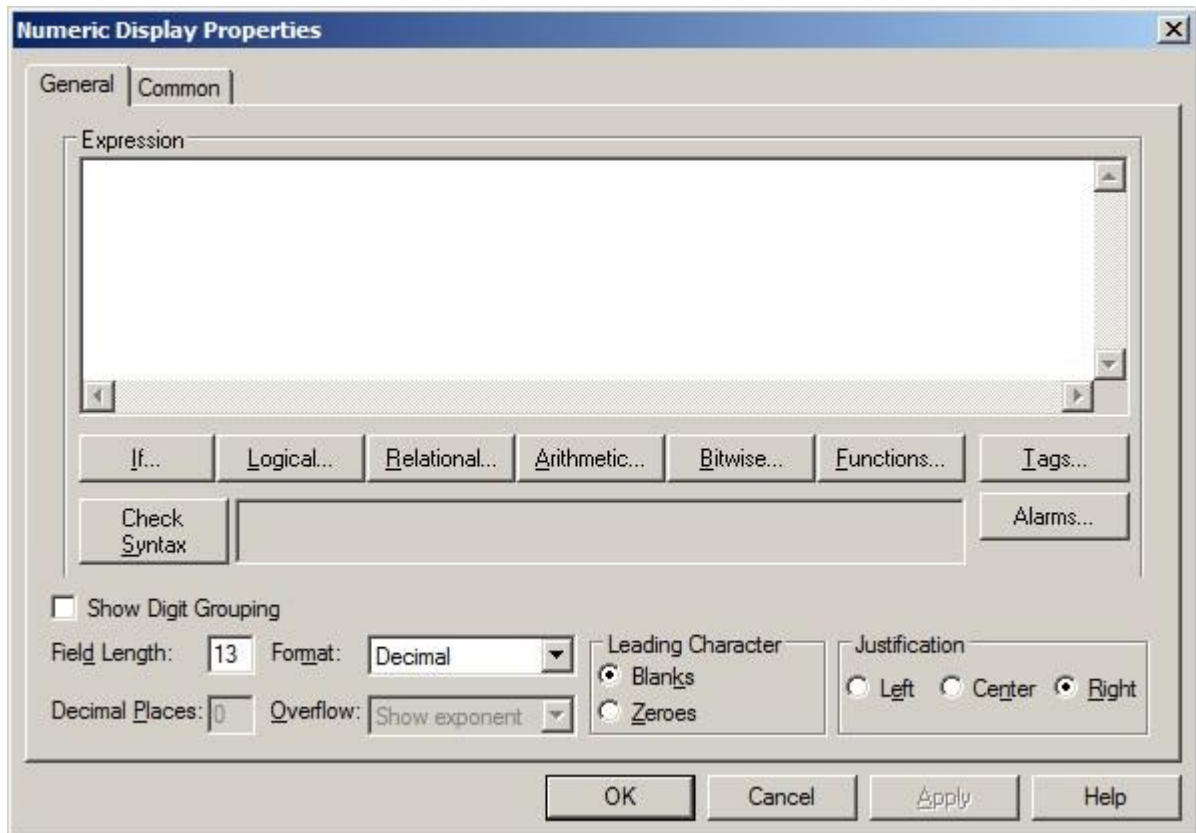 Numeric Display Properties
General Common
Expression
If... Logical... Relational... Arithmetic... Bitwise... Functions... Tags...
Check
Syntax
Alarms...
Show Digit Grouping
Field Length: 13 Format: Decimal
Decimal Places: 0 Overflow: Show exponent
Leading Character
Blanks
Zeroes
Justification
Left Center Right
OK Cancel Apply Help